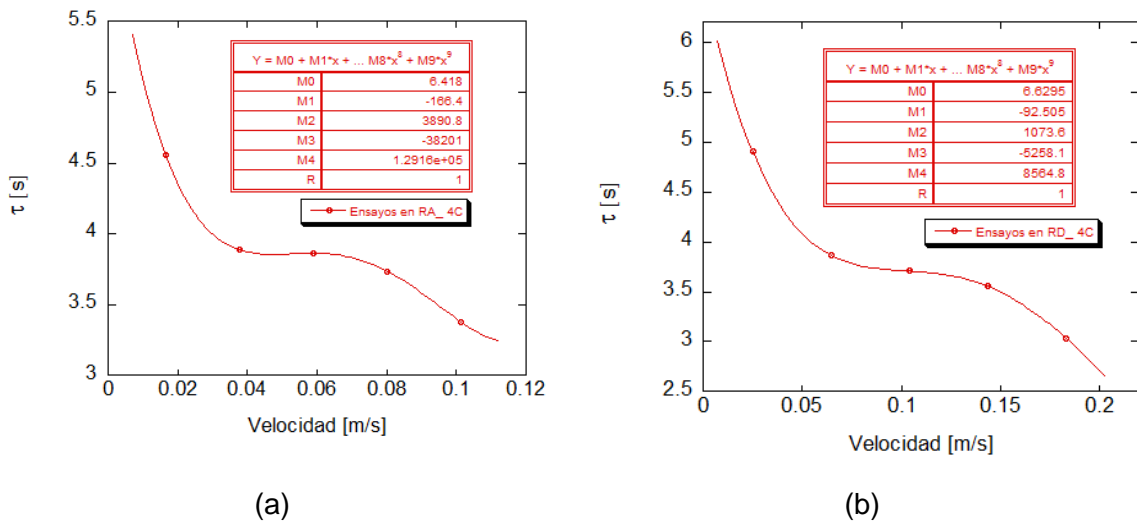 5.5
5
4.5
4
3.5
3
τ [s]
0
0.02
0.04
0.06
0.08
0.1
0.12
Velocidad [m/s]
Y = M0 + M1*x + ... M8*x⁸ + M9*x⁹
M0 6.418
M1 -166.4
M2 3890.8
M3 -38201
M4 1.2916e+05
R 1
Ensayos en RA_ 4C
(a)
6
5.5
5
4.5
4
3.5
3
2.5
τ [s]
0
0.05
0.1
0.15
0.2
Velocidad [m/s]
Y = M0 + M1*x + ... M8*x⁸ + M9*x⁹
M0 6.6295
M1 -92.505
M2 1073.6
M3 -5258.1
M4 8564.8
R 1
Ensayos en RD_ 4C
(b)